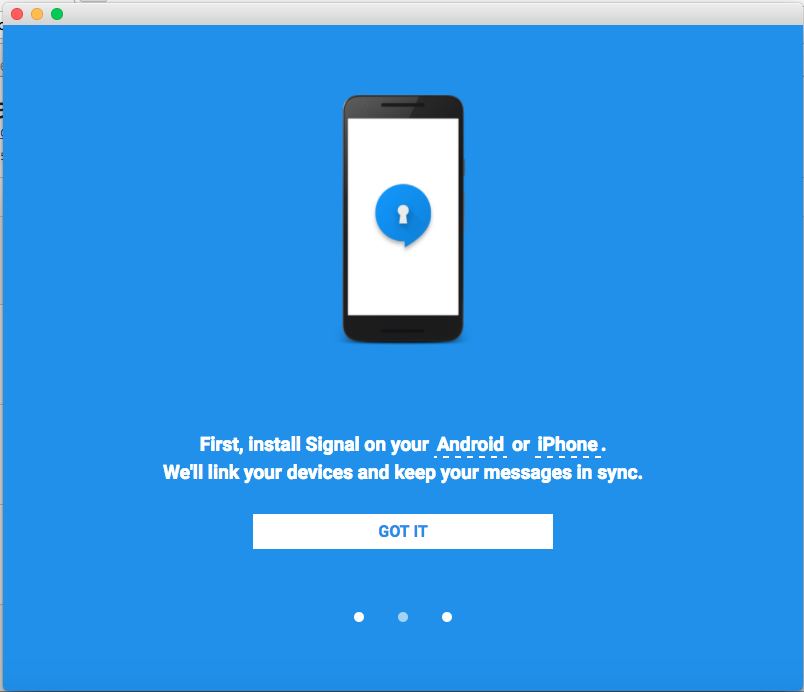 First, install Signal on your Android or iPhone.
We'll link your devices and keep your messages in sync.
GOT IT